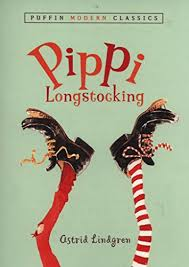 PUFFIN MODERN CLASSICS
Pippi
Longstocking
Astrid Lindgren